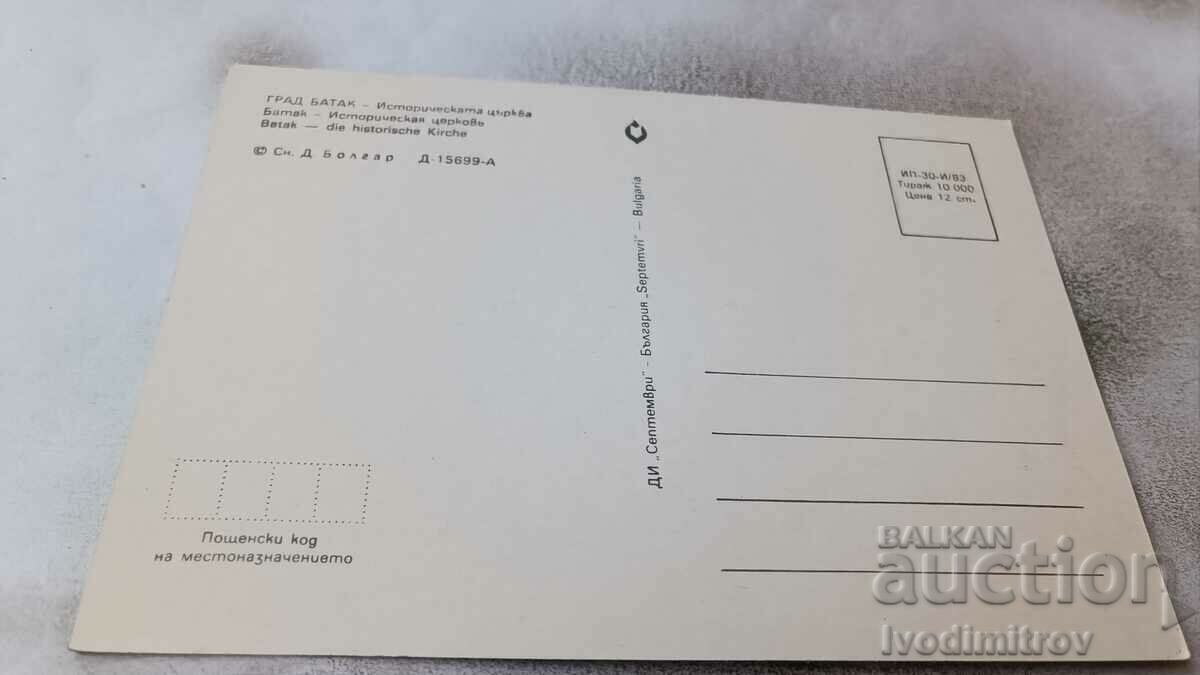 ГРАД БАТАК – Историческата църква
Батак – Историческая церковь
Batak — die historische Kirche
© Сн. Д. Болгар Д-15699-А
ДИ „Септември" – България „Septemvri" – Bulgaria
ИП-30-И/83
Тираж 10 000
Цена 12 ст.
Пощенски код
на местоназначението
BALKAN
auction
Ivodimitrov